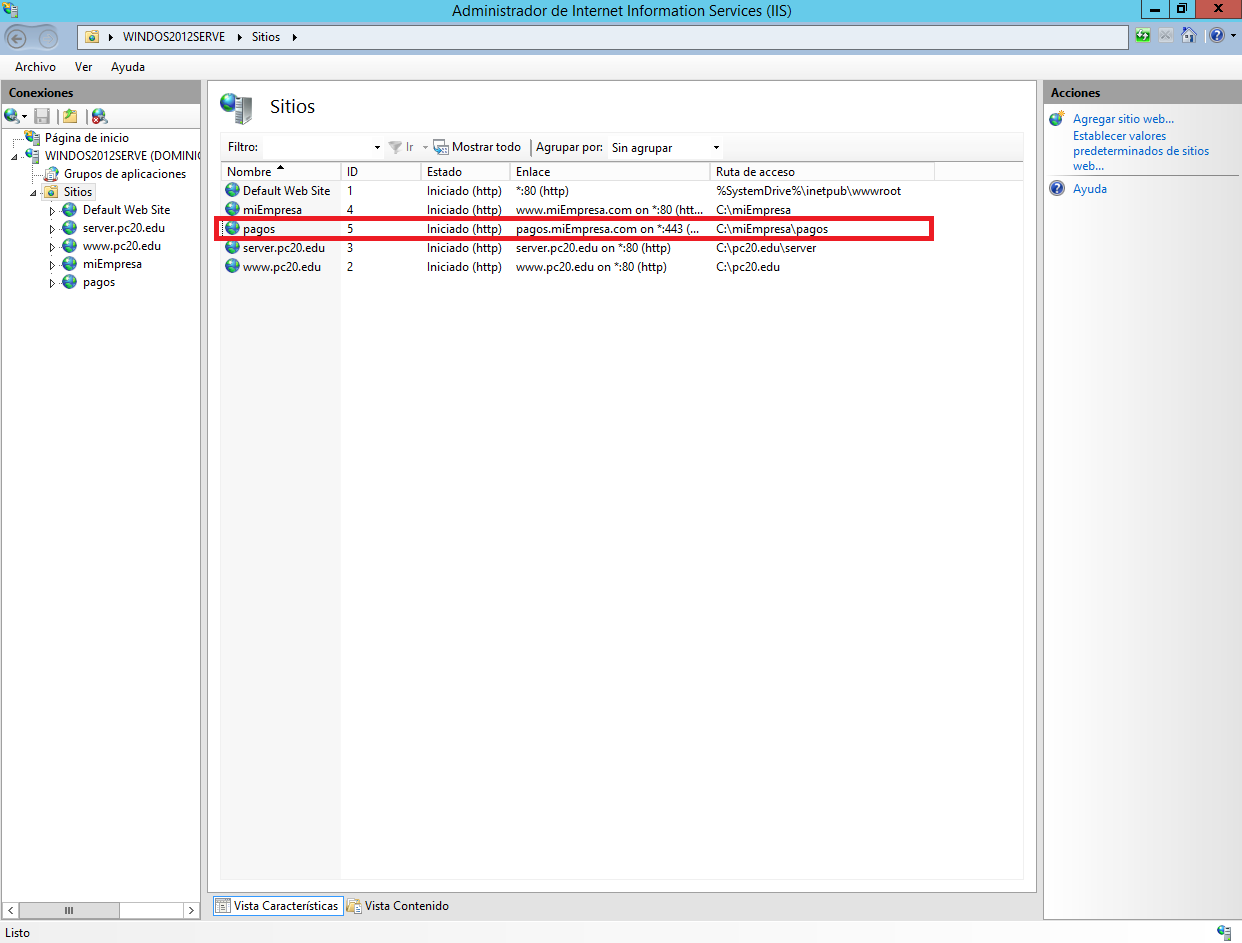 Administrador de Internet Information Services (IIS)
WINDOS2012SERVE Sitios
Archivo Ver Ayuda
Conexiones
Página de inicio
WINDOS2012SERVE (DOMINIC
Grupos de aplicaciones
Sitios
Default Web Site
server.pc20.edu
www.pc20.edu
miEmpresa
pagos
Sitios
Filtro: Ir Mostrar todo Agrupar por: Sin agrupar
Nombre ID Estado Enlace Ruta de acceso
Default Web Site 1 Iniciado (http) *:80 (http) %SystemDrive%\inetpub\wwwroot
miEmpresa 4 Iniciado (http) www.miEmpresa.com on *:80 (htt... C:\miEmpresa
pagos 5 Iniciado (http) pagos.miEmpresa.com on *:443 (... C:\miEmpresa\pagos
server.pc20.edu 3 Iniciado (http) server.pc20.edu on *:80 (http) C:\pc20.edu\server
www.pc20.edu 2 Iniciado (http) www.pc20.edu on *:80 (http) C:\pc20.edu
Acciones
Agregar sitio web...
Establecer valores
predeterminados de sitios
web...
Ayuda
Vista Características Vista Contenido
Listo